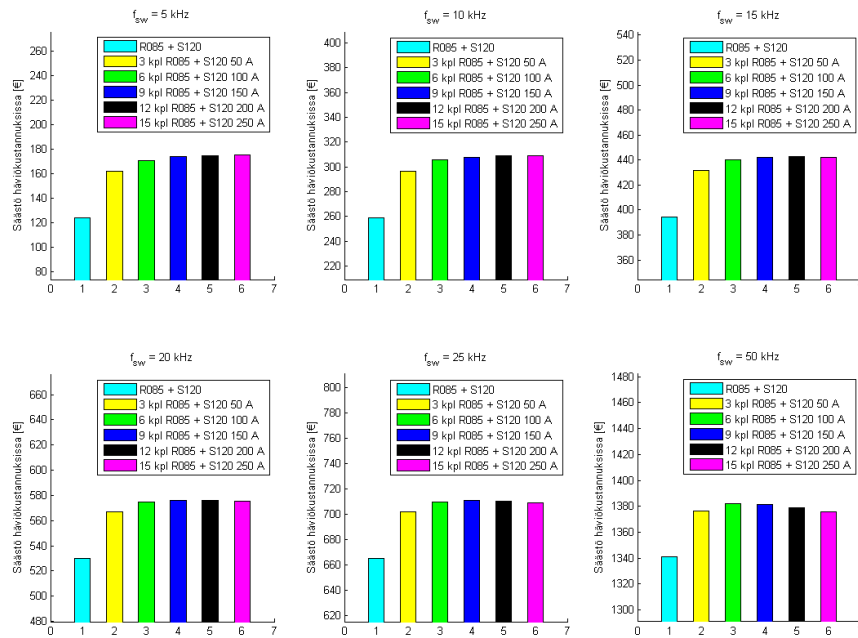 f_sw = 5 kHz
Säästö häviökustannuksissa [€]
260
240
220
200
180
160
140
120
100
80
R085 + S120
3 kpl R085 + S120 50 A
6 kpl R085 + S120 100 A
9 kpl R085 + S120 150 A
12 kpl R085 + S120 200 A
15 kpl R085 + S120 250 A
0 1 2 3 4 5 6 7
f_sw = 10 kHz
Säästö häviökustannuksissa [€]
400
380
360
340
320
300
280
260
240
220
R085 + S120
3 kpl R085 + S120 50 A
6 kpl R085 + S120 100 A
9 kpl R085 + S120 150 A
12 kpl R085 + S120 200 A
15 kpl R085 + S120 250 A
0 1 2 3 4 5 6 7
f_sw = 15 kHz
Säästö häviökustannuksissa [€]
540
520
500
480
460
440
420
400
380
360
R085 + S120
3 kpl R085 + S120 50 A
6 kpl R085 + S120 100 A
9 kpl R085 + S120 150 A
12 kpl R085 + S120 200 A
15 kpl R085 + S120 250 A
0 1 2 3 4 5 6
f_sw = 20 kHz
Säästö häviökustannuksissa [€]
660
640
620
600
580
560
540
520
500
480
R085 + S120
3 kpl R085 + S120 50 A
6 kpl R085 + S120 100 A
9 kpl R085 + S120 150 A
12 kpl R085 + S120 200 A
15 kpl R085 + S120 250 A
0 1 2 3 4 5 6 7
f_sw = 25 kHz
Säästö häviökustannuksissa [€]
800
780
760
740
720
700
680
660
640
620
R085 + S120
3 kpl R085 + S120 50 A
6 kpl R085 + S120 100 A
9 kpl R085 + S120 150 A
12 kpl R085 + S120 200 A
15 kpl R085 + S120 250 A
0 1 2 3 4 5 6 7
f_sw = 50 kHz
Säästö häviökustannuksissa [€]
1480
1460
1440
1420
1400
1380
1360
1340
1320
1300
R085 + S120
3 kpl R085 + S120 50 A
6 kpl R085 + S120 100 A
9 kpl R085 + S120 150 A
12 kpl R085 + S120 200 A
15 kpl R085 + S120 250 A
0 1 2 3 4 5 6